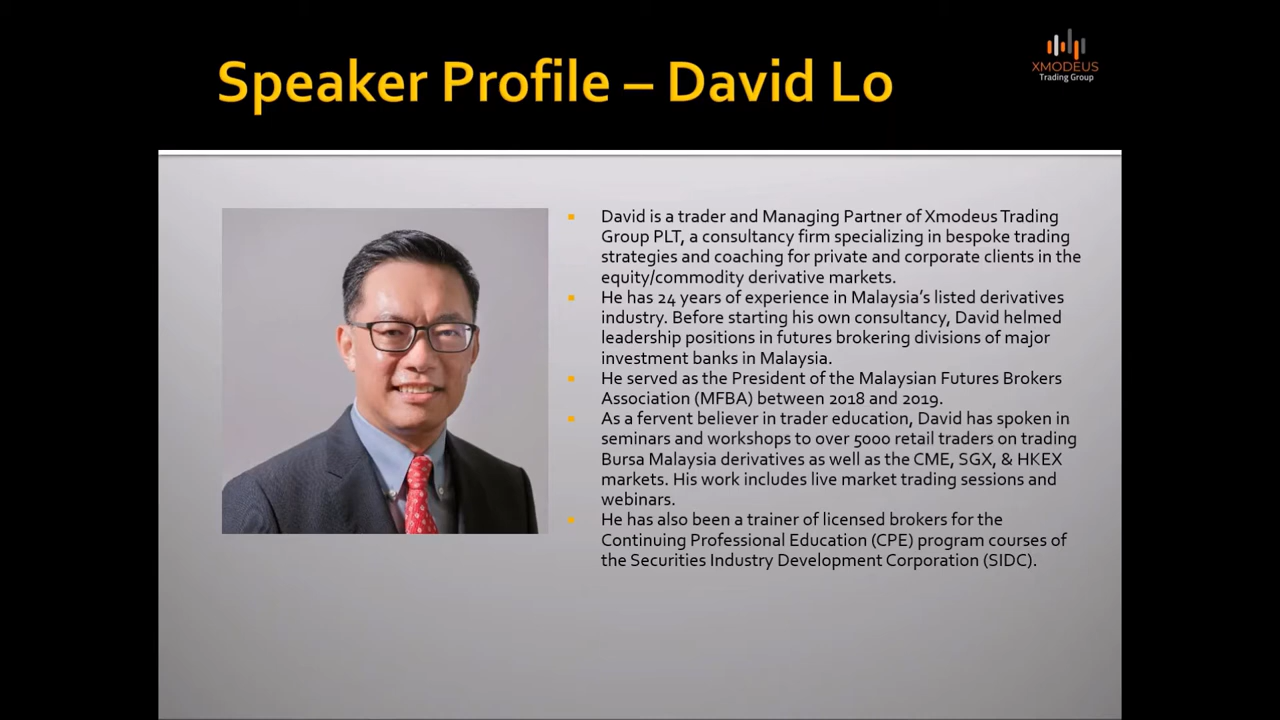 Speaker Profile – David Lo
XMODEUS
Trading Group
David is a trader and Managing Partner of Xmodeus Trading
Group PLT, a consultancy firm specializing in bespoke trading
strategies and coaching for private and corporate clients in the
equity/commodity derivative markets.
He has 24 years of experience in Malaysia's listed derivatives
industry. Before starting his own consultancy, David helmed
leadership positions in futures brokering divisions of major
investment banks in Malaysia.
He served as the President of the Malaysian Futures Brokers
Association (MFBA) between 2018 and 2019.
As a fervent believer in trader education, David has spoken in
seminars and workshops to over 5000 retail traders on trading
Bursa Malaysia derivatives as well as the CME, SGX, & HKEX
markets. His work includes live market trading sessions and
webinars.
He has also been a trainer of licensed brokers for the
Continuing Professional Education (CPE) program courses of
the Securities Industry Development Corporation (SIDC).